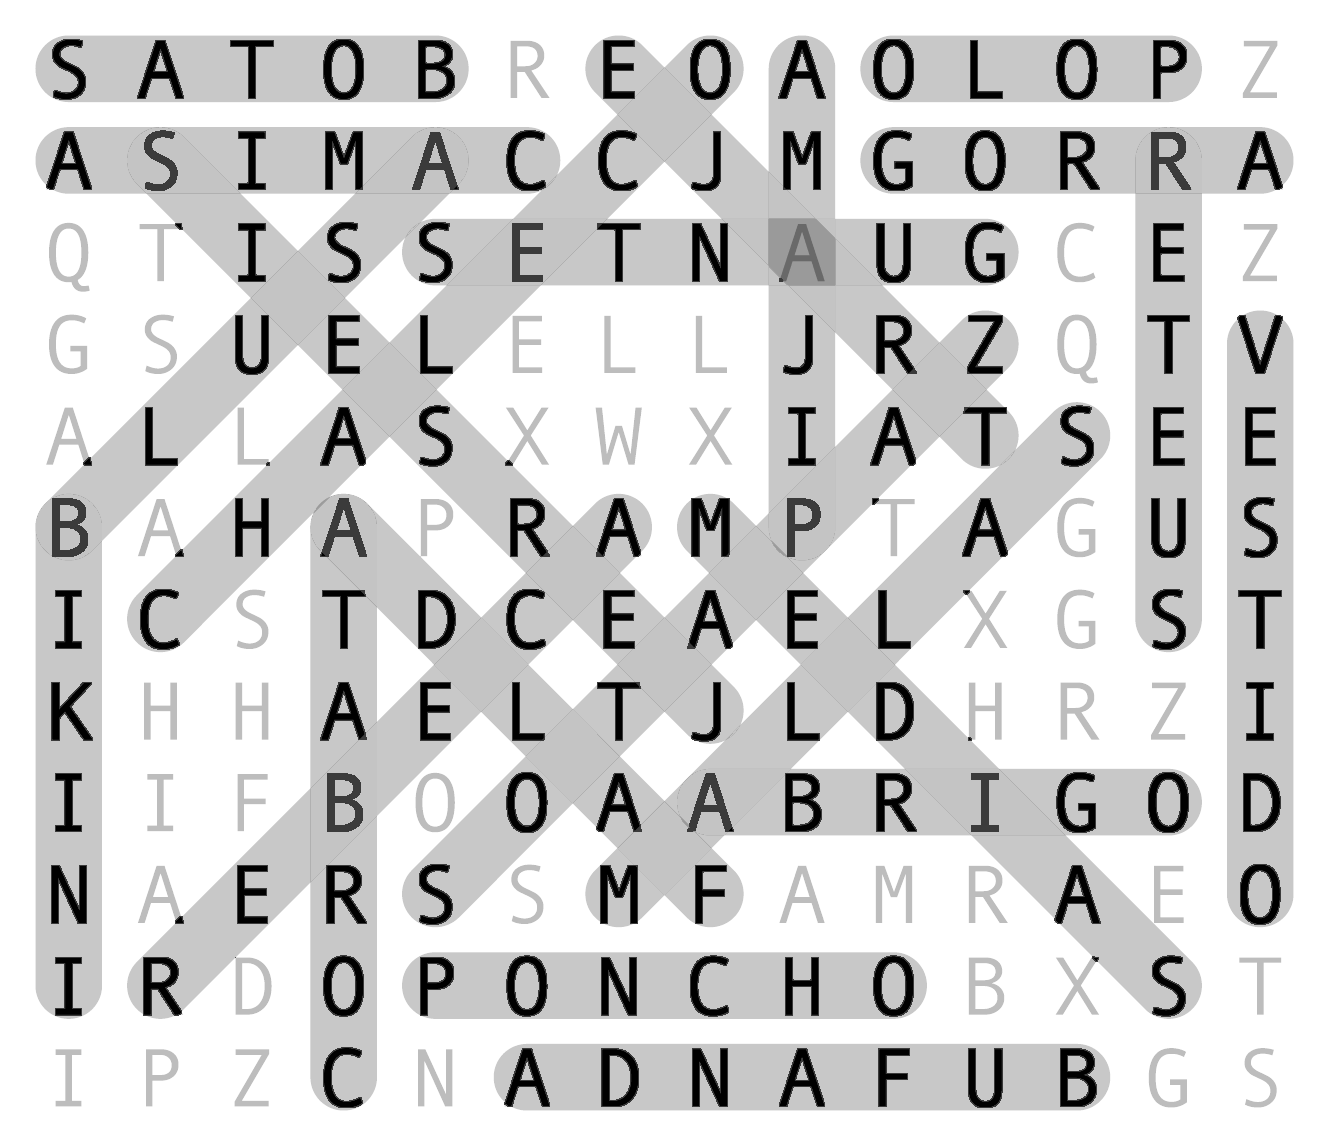 S A T O B R E O A O L O P Z
A S I M A C C J M G O R R A
Q T I S S E T N A U G C E Z
G S U E L E L L J R Z Q T V
A L L A S X W X I A T S E E
B A H A P R A M P T A G U S
I C S T D C E A E L X G S T
K H H A E L T J L D H R Z I
I I F B O O A A B R I G O D
N A E R S S M F A M R A E O
I R D O P O N C H O B X S T
I P Z C N A D N A F U B G S